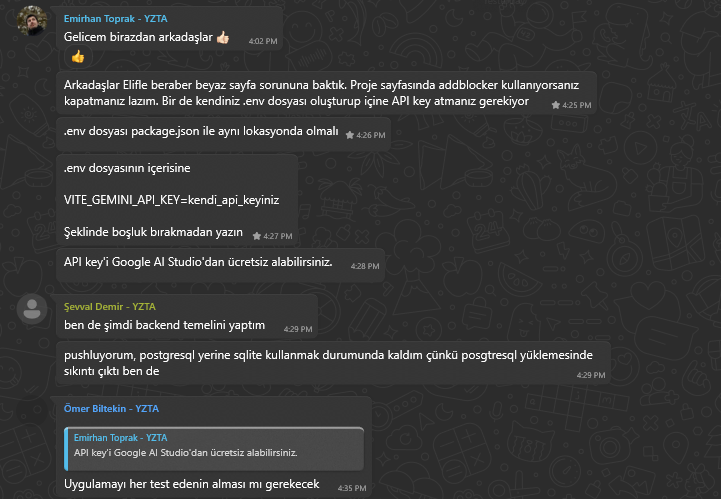 Emirhan Toprak - YZTA
Gelicem birazdan arkadaşlar 👍🏻
4:02 PM
👍
Arkadaşlar Elifle beraber beyaz sayfa sorununa baktık. Proje sayfasında addblocker kullanıyorsanız
kapatmanız lazım. Bir de kendiniz .env dosyası oluşturup içine API key atmanız gerekiyor
4:25 PM
.env dosyası package.json ile aynı lokasyonda olmalı
4:26 PM
.env dosyasının içerisine
VITE_GEMINI_API_KEY=kendi_api_keyiniz
Şeklinde boşluk bırakmadan yazın
4:27 PM
API key'i Google AI Studio'dan ücretsiz alabilirsiniz.
4:28 PM
Şevval Demir - YZTA
ben de şimdi backend temelini yaptım
4:29 PM
pushluyorum, postgresql yerine sqlite kullanmak durumunda kaldım çünkü posgtresql yüklemesinde
sıkıntı çıktı ben de
4:29 PM
Ömer Biltekin - YZTA
Emirhan Toprak - YZTA
API key'i Google AI Studio'dan ücretsiz alabilirsiniz.
Uygulamayı her test edenin alması mı gerekecek
4:35 PM